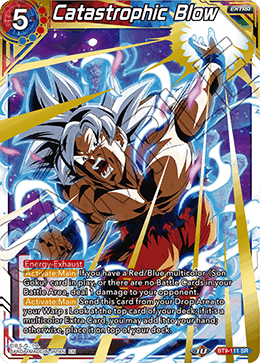 5
Catastrophic Blow
EXTRA
Energy-Exhaust
Activate:Main If you have a Red/Blue multicolor 《Son
Goku》 card in play, or there are no Battle Cards in your
Battle Area, deal 1 damage to your opponent.
Activate:Main Send this card from your Drop Area to
your Warp : Look at the top card of your deck; if it's a
multicolor Extra Card, you may add it to your hand;
otherwise, place it on top of your deck.
BT9-111 SR